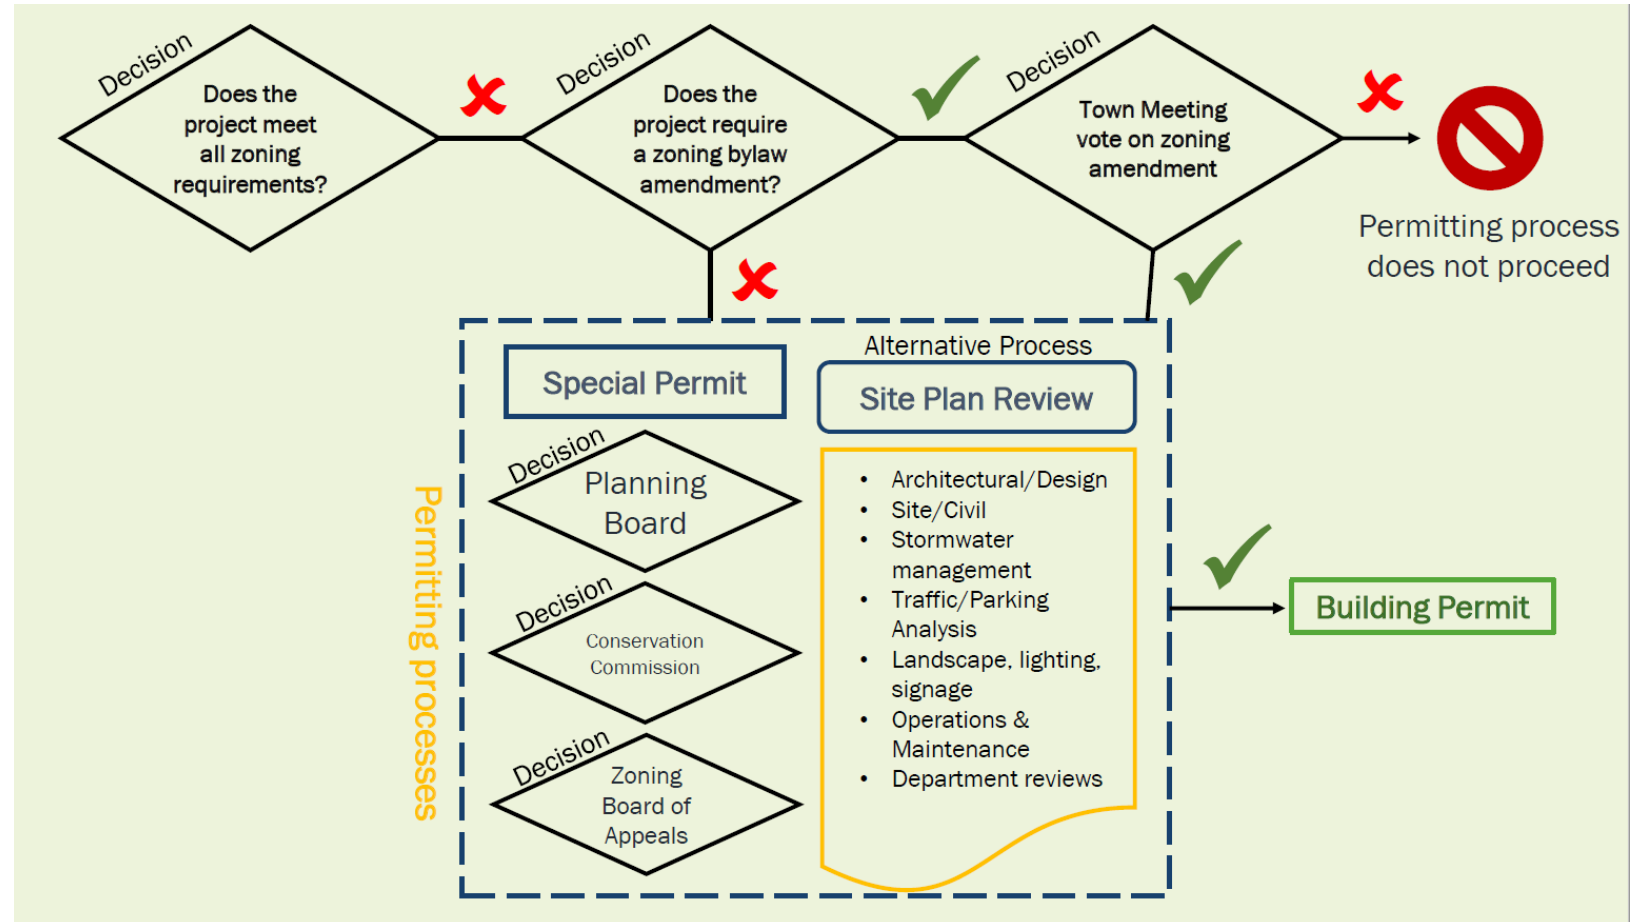 Decision
Does the
project meet
all zoning
requirements?
Decision
Does the
project require
a zoning bylaw
amendment?
Decision
Town Meeting
vote on zoning
amendment
Permitting process
does not proceed
Permitting processes
Special Permit
Decision
Planning
Board
Decision
Conservation
Commission
Decision
Zoning
Board of
Appeals
Alternative Process
Site Plan Review
• Architectural/Design
• Site/Civil
• Stormwater
management
• Traffic/Parking
Analysis
• Landscape, lighting,
signage
• Operations &
Maintenance
• Department reviews
Building Permit